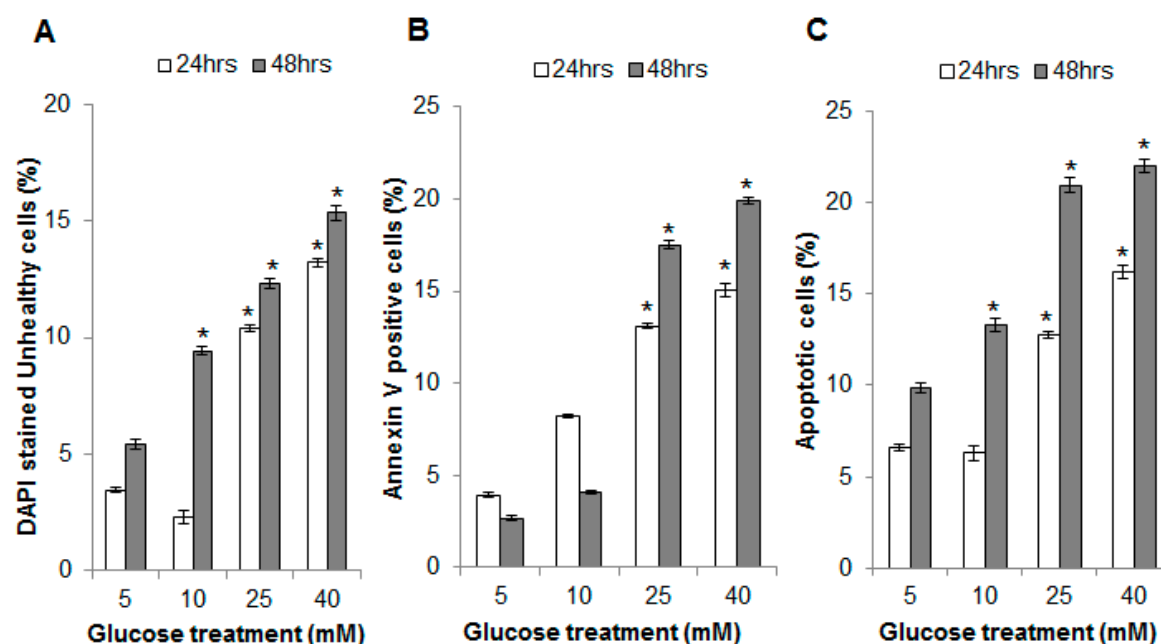 A
24hrs 48hrs
DAPI stained Unhealthy cells (%)
20
15
10
5
0
* * * * *
5 10 25 40
Glucose treatment (mM)
B
24hrs 48hrs
Annexin V positive cells (%)
25
20
15
10
5
0
* * * *
5 10 25 40
Glucose treatment (mM)
C
24hrs 48hrs
Apoptotic cells (%)
25
20
15
10
5
0
* * * * *
5 10 25 40
Glucose treatment (mM)